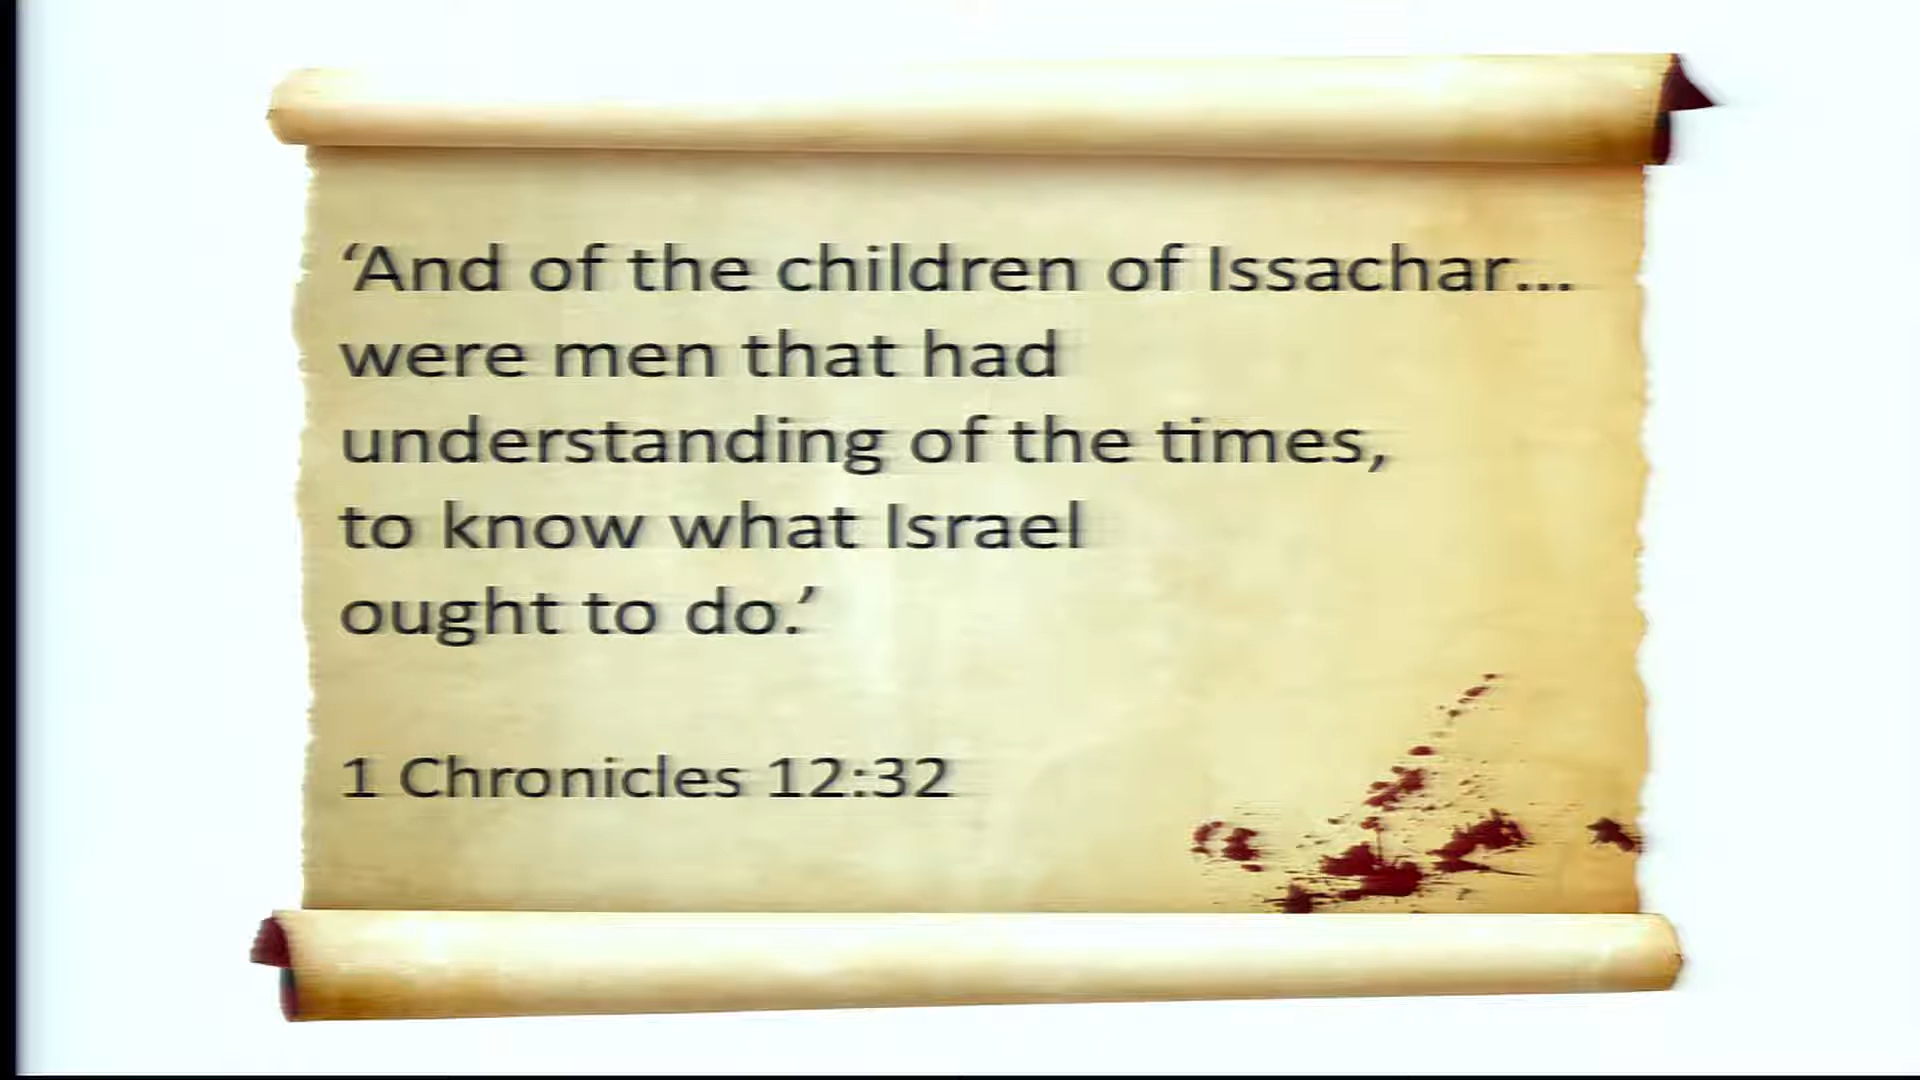 ‘And of the children of Issachar...
were men that had
understanding of the times,
to know what Israel
ought to do.’
1 Chronicles 12:32